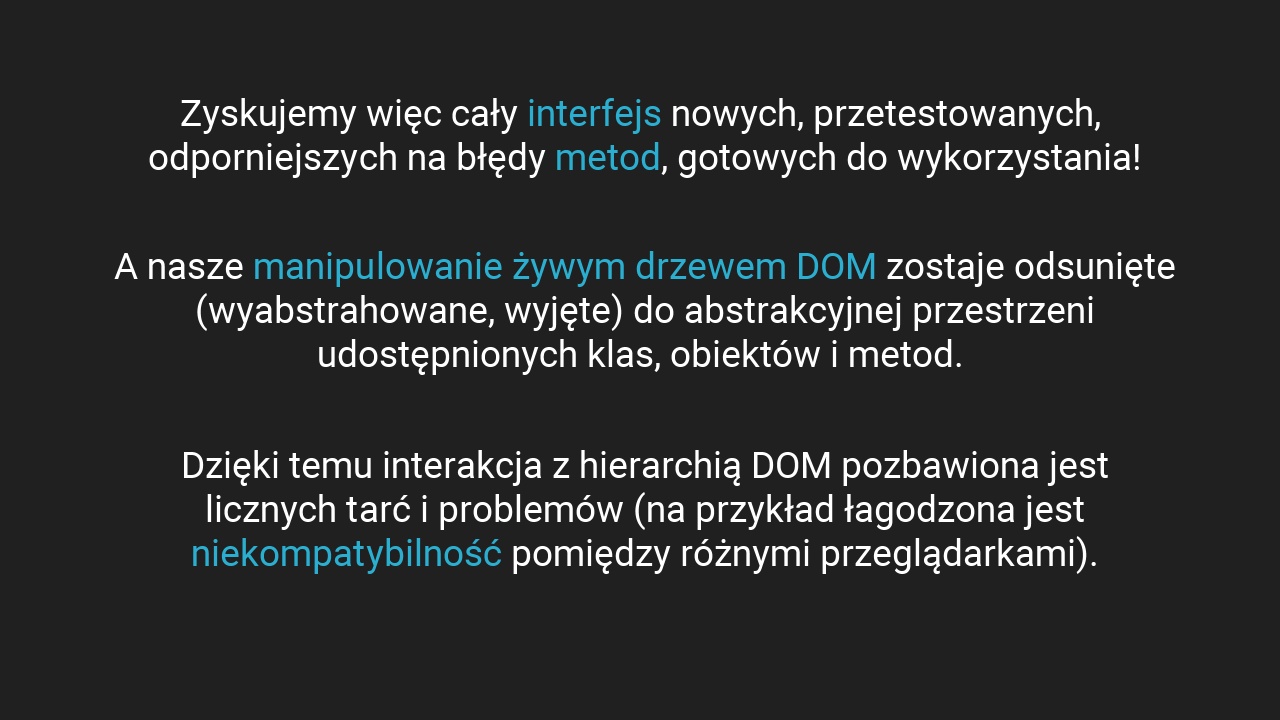 Zyskujemy więc cały interfejs nowych, przetestowanych,
odporniejszych na błędy metod, gotowych do wykorzystania!
A nasze manipulowanie żywym drzewem DOM zostaje odsunięte
(wyabstrahowane, wyjęte) do abstrakcyjnej przestrzeni
udostępnionych klas, obiektów i metod.
Dzięki temu interakcja z hierarchią DOM pozbawiona jest
licznych tarć i problemów (na przykład łagodzona jest
niekompatybilność pomiędzy różnymi przeglądarkami).